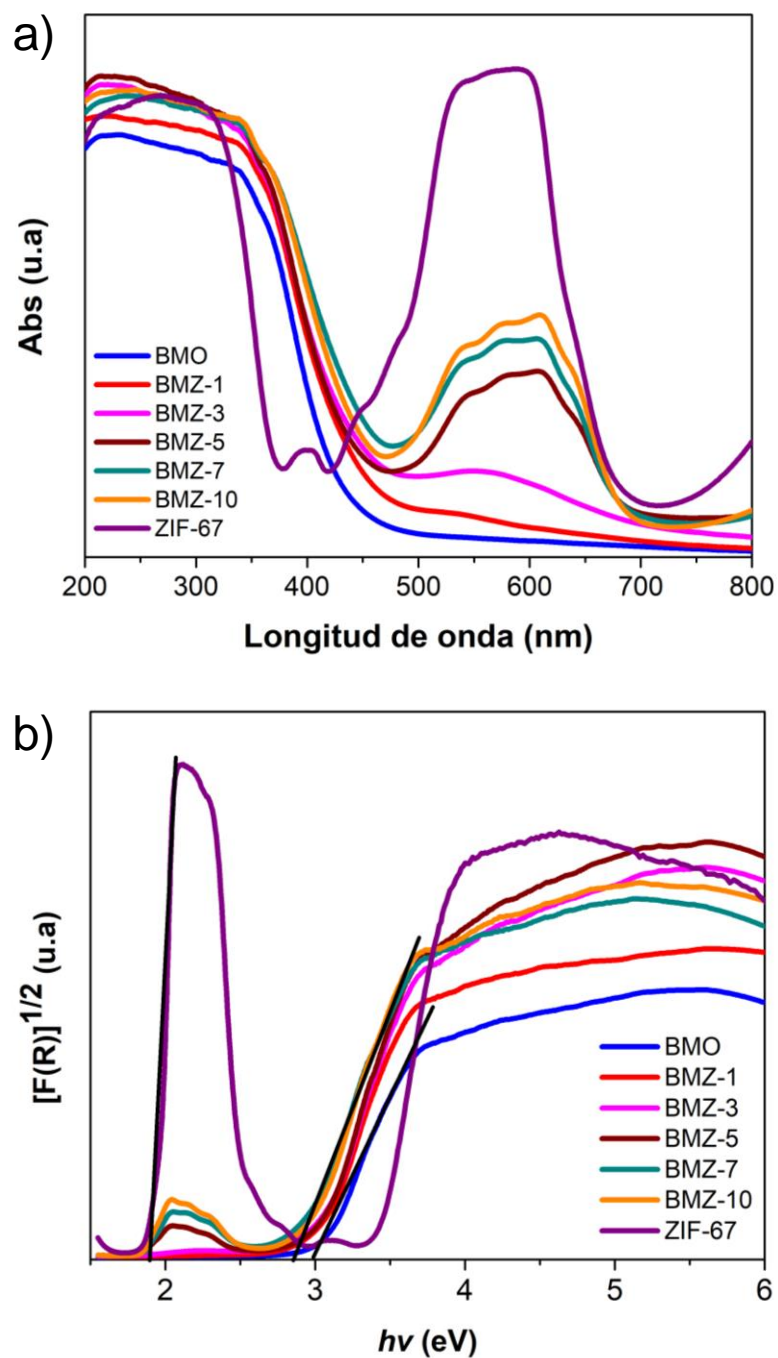 a)
Abs (u.a)
BMO
BMZ-1
BMZ-3
BMZ-5
BMZ-7
BMZ-10
ZIF-67
200 300 400 500 600 700 800
Longitud de onda (nm)
b)
[F(R)]^1/2 (u.a)
BMO
BMZ-1
BMZ-3
BMZ-5
BMZ-7
BMZ-10
ZIF-67
2 3 4 5 6
hv (eV)